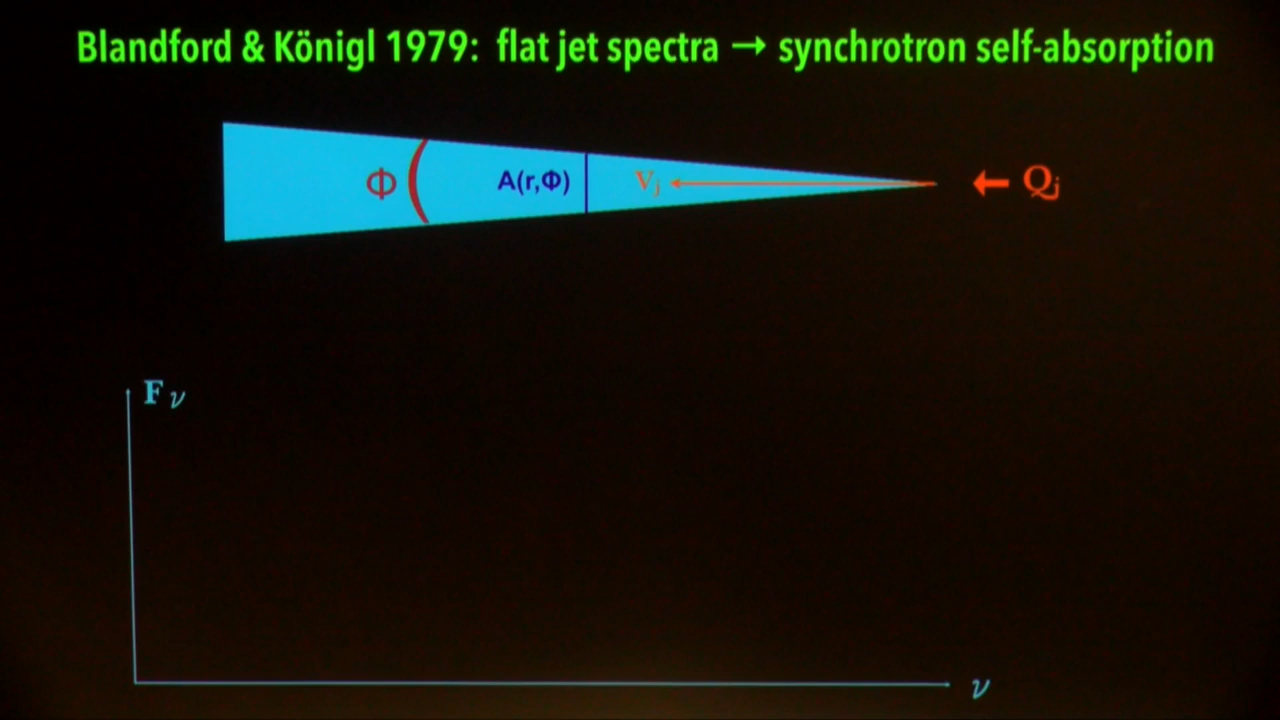 Blandford & Königl 1979: flat jet spectra → synchrotron self-absorption
Φ A(r,Φ) Vj ← Qj
Fν
ν